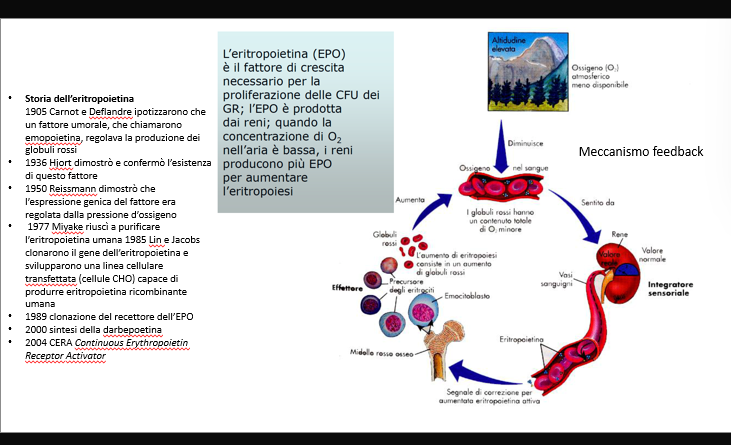 • Storia dell'eritropoietina
1905 Carnot e Deflandra ipotizzarono che
un fattore umorale, che chiamarono
emopoietina, regolava la produzione dei
globuli rossi
• 1936 Hjort dimostrò e confermò l'esistenza
di questo fattore
• 1950 Reissmann dimostrò che
l'espressione genica del fattore era
regolata dalla pressione d'ossigeno
• 1977 Miyake riuscì a purificare
l'eritropoietina umana 1985 Lin e Jacobs
clonarono il gene dell'eritropoietina e
svilupparono una linea cellulare
transfettata (cellule CHO) capace di
produrre eritropoietina ricombinante
umana
• 1989 clonazione del recettore dell'EPO
• 2000 sintesi della darbepoetina
• 2004 CERA Continuous Erythropoietin
Receptor Activator
L'eritropoietina (EPO)
è il fattore di crescita
necessario per la
proliferazione delle CFU dei
GR; l'EPO è prodotta
dai reni; quando la
concentrazione di O₂
nell'aria è bassa, i reni
producono più EPO
per aumentare
l'eritropoiesi
Altidudine
elevata
Ossigeno (O₂)
atmosferico
meno disponibile
Meccanismo feedback
Diminuisce
Ossigeno nel sangue
I globuli rossi hanno
un contenuto totale
di O₂ minore
Aumenta
Sentito da
Globuli
rossi
L'aumento di eritropoiesi
consiste in un aumento
di globuli rossi
Effettore
Precursore
degli eritrociti
Emocitoblasto
Midollo rosso osseo
Rene
Valore
reale
Valore
normale
Vasi
sanguigni
Integratore
sensoriale
Eritropoietina
Segnale di correzione per
aumentata eritropoietina attiva